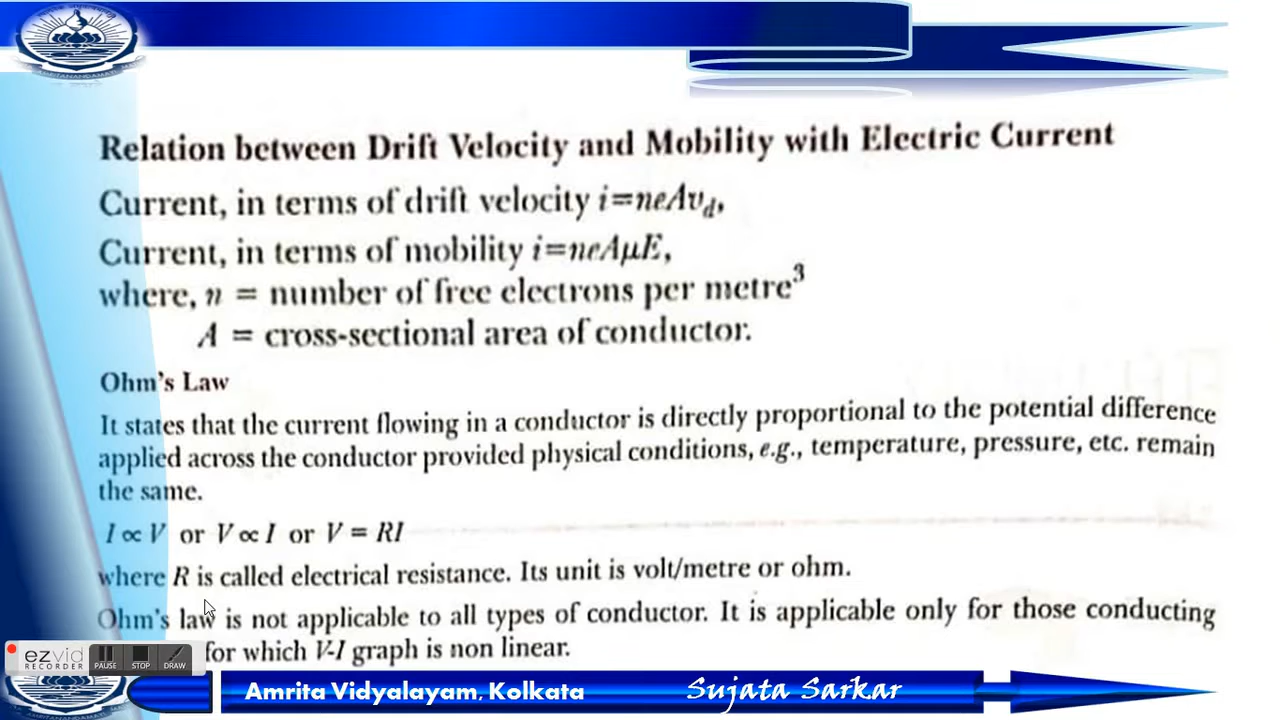 Relation between Drift Velocity and Mobility with Electric Current
Current, in terms of drift velocity i=neAv_d,
Current, in terms of mobility i=neAμE,
where, n = number of free electrons per metre³
A = cross-sectional area of conductor.
Ohm's Law
It states that the current flowing in a conductor is directly proportional to the potential difference
applied across the conductor provided physical conditions, e.g., temperature, pressure, etc. remain
the same.
I ∝ V or V ∝ I or V = RI
where R is called electrical resistance. Its unit is volt/metre or ohm.
Ohm's law is not applicable to all types of conductor. It is applicable only for those conducting
for which V-I graph is non linear.
ezvid
RECORDER
PAUSE STOP DRAW
Amrita Vidyalayam, Kolkata Sujata Sarkar